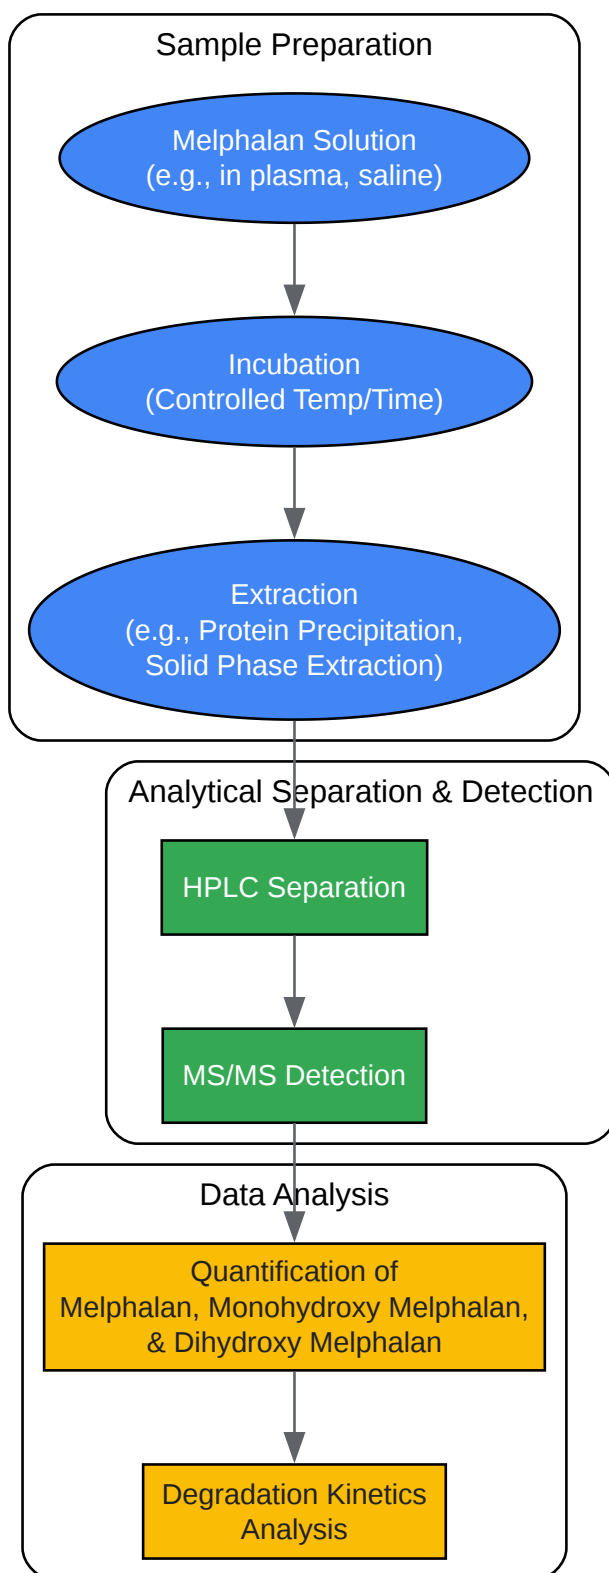 Sample Preparation
Melphalan Solution
(e.g., in plasma, saline)
Incubation
(Controlled Temp/Time)
Extraction
(e.g., Protein Precipitation,
Solid Phase Extraction)
Analytical Separation & Detection
HPLC Separation
MS/MS Detection
Data Analysis
Quantification of
Melphalan, Monohydroxy Melphalan,
& Dihydroxy Melphalan
Degradation Kinetics
Analysis